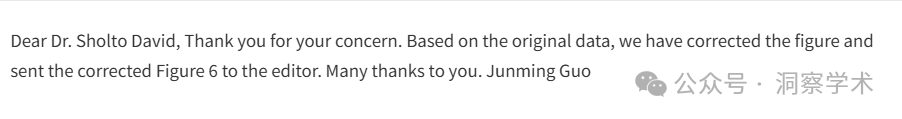 Dear Dr. Sholto David, Thank you for your concern. Based on the original data, we have corrected the figure and
sent the corrected Figure 6 to the editor. Many thanks to you. Junming Guo
公众号 · 洞察学术